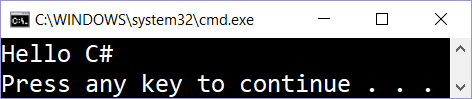 C:\WINDOWS\system32\cmd.exe
Hello C#
Press any key to continue . . .